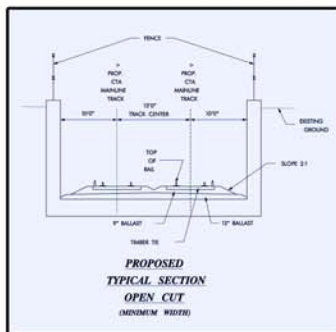 FENCE
PROP.
CTA
MAINLINE
TRACK
PROP.
CTA
MAINLINE
TRACK
10'0"
13'0"
TRACK CENTER
10'0"
EXISTING
GROUND
TOP
OF
RAIL
SLOPE 2:1
9" BALLAST
12" BALLAST
TIMBER TIE
PROPOSED
TYPICAL SECTION
OPEN CUT
(MINIMUM WIDTH)